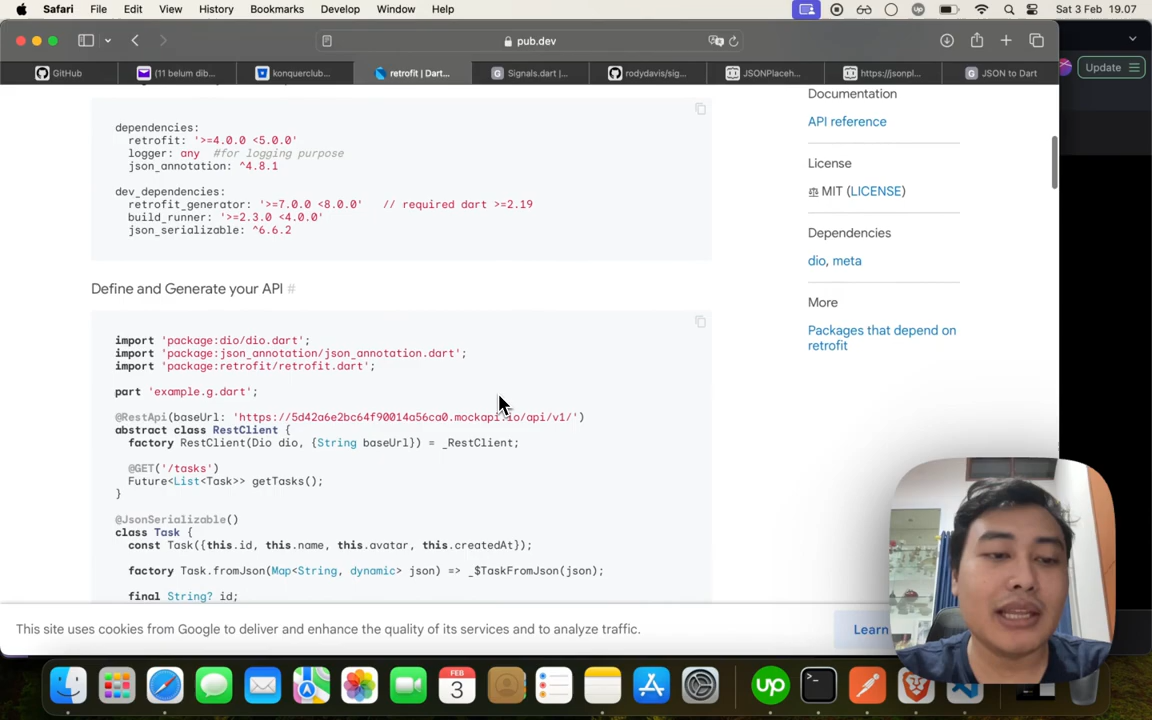 Safari File Edit View History Bookmarks Develop Window Help
up
Sat 3 Feb 19.07
pub.dev
GitHub
(11 belum dib...
konquerclub...
retrofit | Dart...
Signals.dart |...
rodydavis/sig...
JSONPlaceh...
https://jsonpl...
JSON to Dart
Update
dependencies:
retrofit: '>=4.0.0 <5.0.0'
logger: any #for logging purpose
json_annotation: ^4.8.1
dev_dependencies:
retrofit_generator: '>=7.0.0 <8.0.0' // required dart >=2.19
build_runner: '>=2.3.0 <4.0.0'
json_serializable: ^6.6.2
Define and Generate your API #
import 'package:dio/dio.dart';
import 'package:json_annotation/json_annotation.dart';
import 'package:retrofit/retrofit.dart';
part 'example.g.dart';
@RestApi(baseUrl: 'https://5d42a6e2bc64f90014a56ca0.mockapi.io/api/v1/')
abstract class RestClient {
factory RestClient(Dio dio, {String baseUrl}) = _RestClient;
@GET('/tasks')
Future<List<Task>> getTasks();
}
@JsonSerializable()
class Task {
const Task({this.id, this.name, this.avatar, this.createdAt});
factory Task.fromJson(Map<String, dynamic> json) => _$TaskFromJson(json);
final String? id;
Documentation
API reference
License
MIT (LICENSE)
Dependencies
dio, meta
More
Packages that depend on
retrofit
This site uses cookies from Google to deliver and enhance the quality of its services and to analyze traffic.
Learn
FEB
3
up